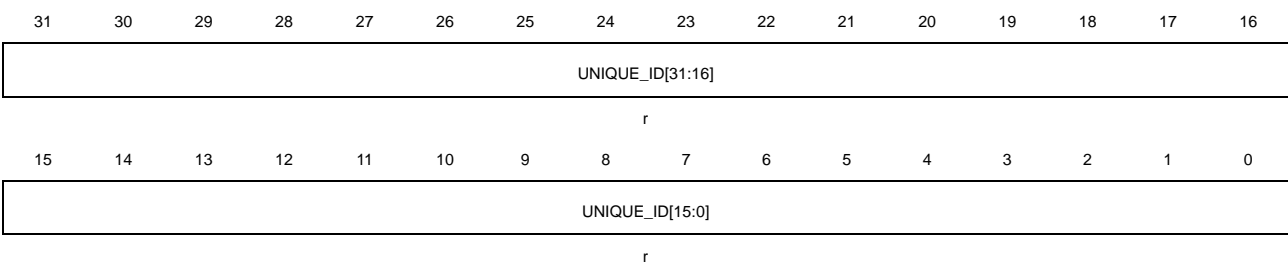 31 30 29 28 27 26 25 24 23 22 21 20 19 18 17 16
UNIQUE_ID[31:16]
r
15 14 13 12 11 10 9 8 7 6 5 4 3 2 1 0
UNIQUE_ID[15:0]
r